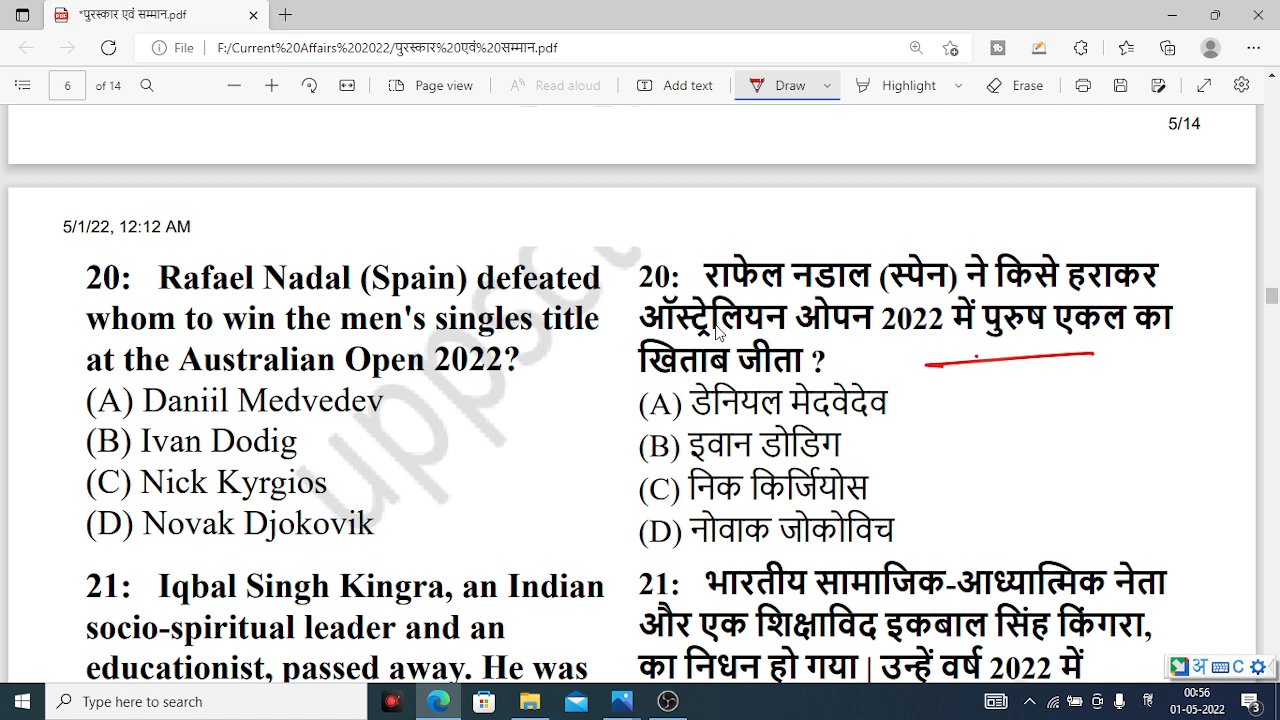 *पुरस्कार एवं सम्मान.pdf
File F:/Current%20Affairs%202022/पुरस्कार%20एवं%20सम्मान.pdf
6 of 14 Page view Read aloud Add text Draw Highlight Erase
5/14
5/1/22, 12:12 AM
uppsc
20: Rafael Nadal (Spain) defeated
whom to win the men's singles title
at the Australian Open 2022?
(A) Daniil Medvedev
(B) Ivan Dodig
(C) Nick Kyrgios
(D) Novak Djokovik
21: Iqbal Singh Kingra, an Indian
socio-spiritual leader and an
educationist, passed away. He was
20: राफेल नडाल (स्पेन) ने किसे हराकर
ऑस्ट्रेलियन ओपन 2022 में पुरुष एकल का
खिताब जीता ?
(A) डेनियल मेदवेदेव
(B) इवान डोडिग
(C) निक किर्जियोस
(D) नोवाक जोकोविच
21: भारतीय सामाजिक-आध्यात्मिक नेता
और एक शिक्षाविद इकबाल सिंह किंगरा,
का निधन हो गया | उन्हें वर्ष 2022 में
अ C
Type here to search
हि
00:56
01-05-2022
3